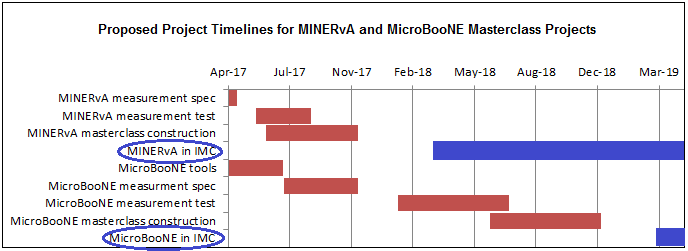 Proposed Project Timelines for MINERvA and MicroBooNE Masterclass Projects
Apr-17 Jul-17 Nov-17 Feb-18 May-18 Aug-18 Dec-18 Mar-19
MINERvA measurement spec
MINERvA measurement test
MINERvA masterclass construction
MINERvA in IMC
MicroBooNE tools
MicroBooNE measurment spec
MicroBooNE measurement test
MicroBooNE masterclass construction
MicroBooNE in IMC